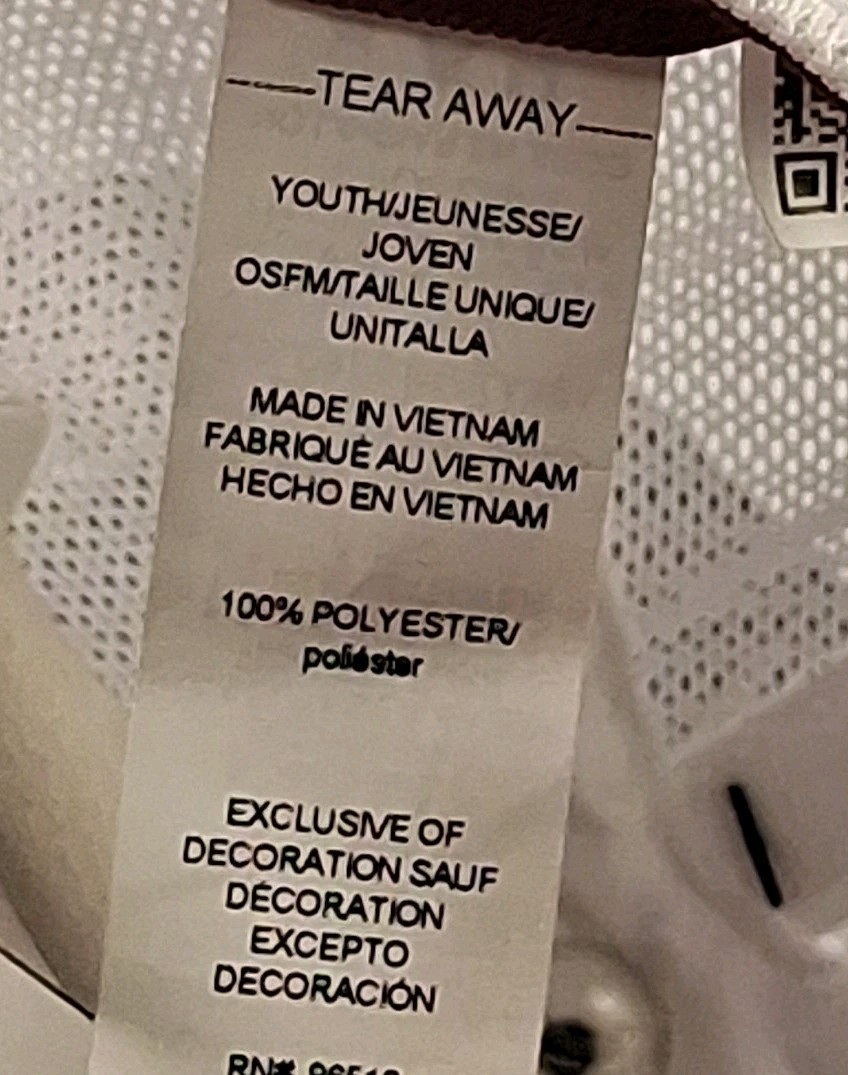 TEAR AWAY
YOUTH/JEUNESSE/
JOVEN
OSFM/TAILLE UNIQUE/
UNITALLA
MADE IN VIETNAM
FABRIQUÉ AU VIETNAM
HECHO EN VIETNAM
100% POLYESTER/
poliéster
EXCLUSIVE OF
DECORATION SAUF
DÉCORATION
EXCEPTO
DECORACIÓN
RN#